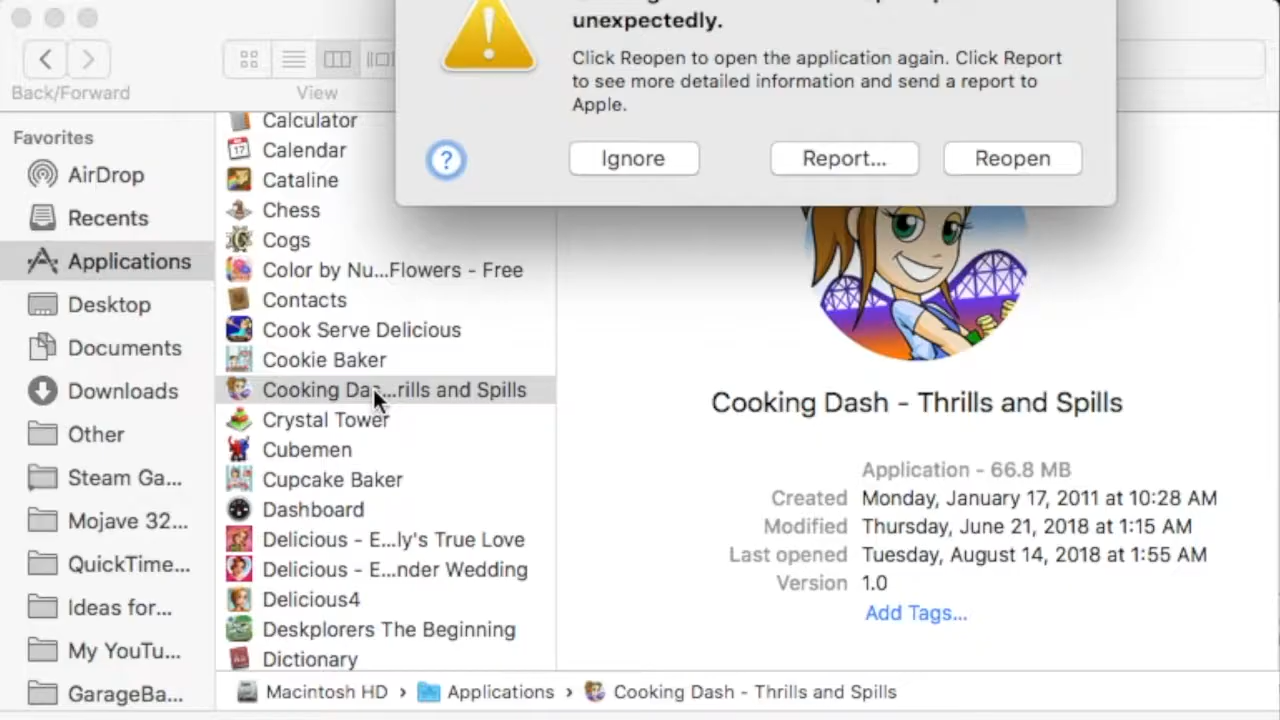 unexpectedly.
Click Reopen to open the application again. Click Report
to see more detailed information and send a report to
Apple.
?
Ignore
Report...
Reopen
Back/Forward
View
Favorites
AirDrop
Recents
Applications
Desktop
Documents
Downloads
Other
Steam Ga...
Mojave 32...
QuickTime...
Ideas for...
My YouTu...
GarageBa...
Calculator
17
Calendar
Cataline
Chess
Cogs
Color by Nu...Flowers - Free
Contacts
Cook Serve Delicious
Cookie Baker
Cooking Das...rills and Spills
Crystal Tower
Cubemen
Cupcake Baker
Dashboard
Delicious - E...ly's True Love
Delicious - E...nder Wedding
Delicious4
Deskplorers The Beginning
Dictionary
Cooking Dash - Thrills and Spills
Application - 66.8 MB
Created Monday, January 17, 2011 at 10:28 AM
Modified Thursday, June 21, 2018 at 1:15 AM
Last opened Tuesday, August 14, 2018 at 1:55 AM
Version 1.0
Add Tags...
Macintosh HD › Applications › Cooking Dash - Thrills and Spills